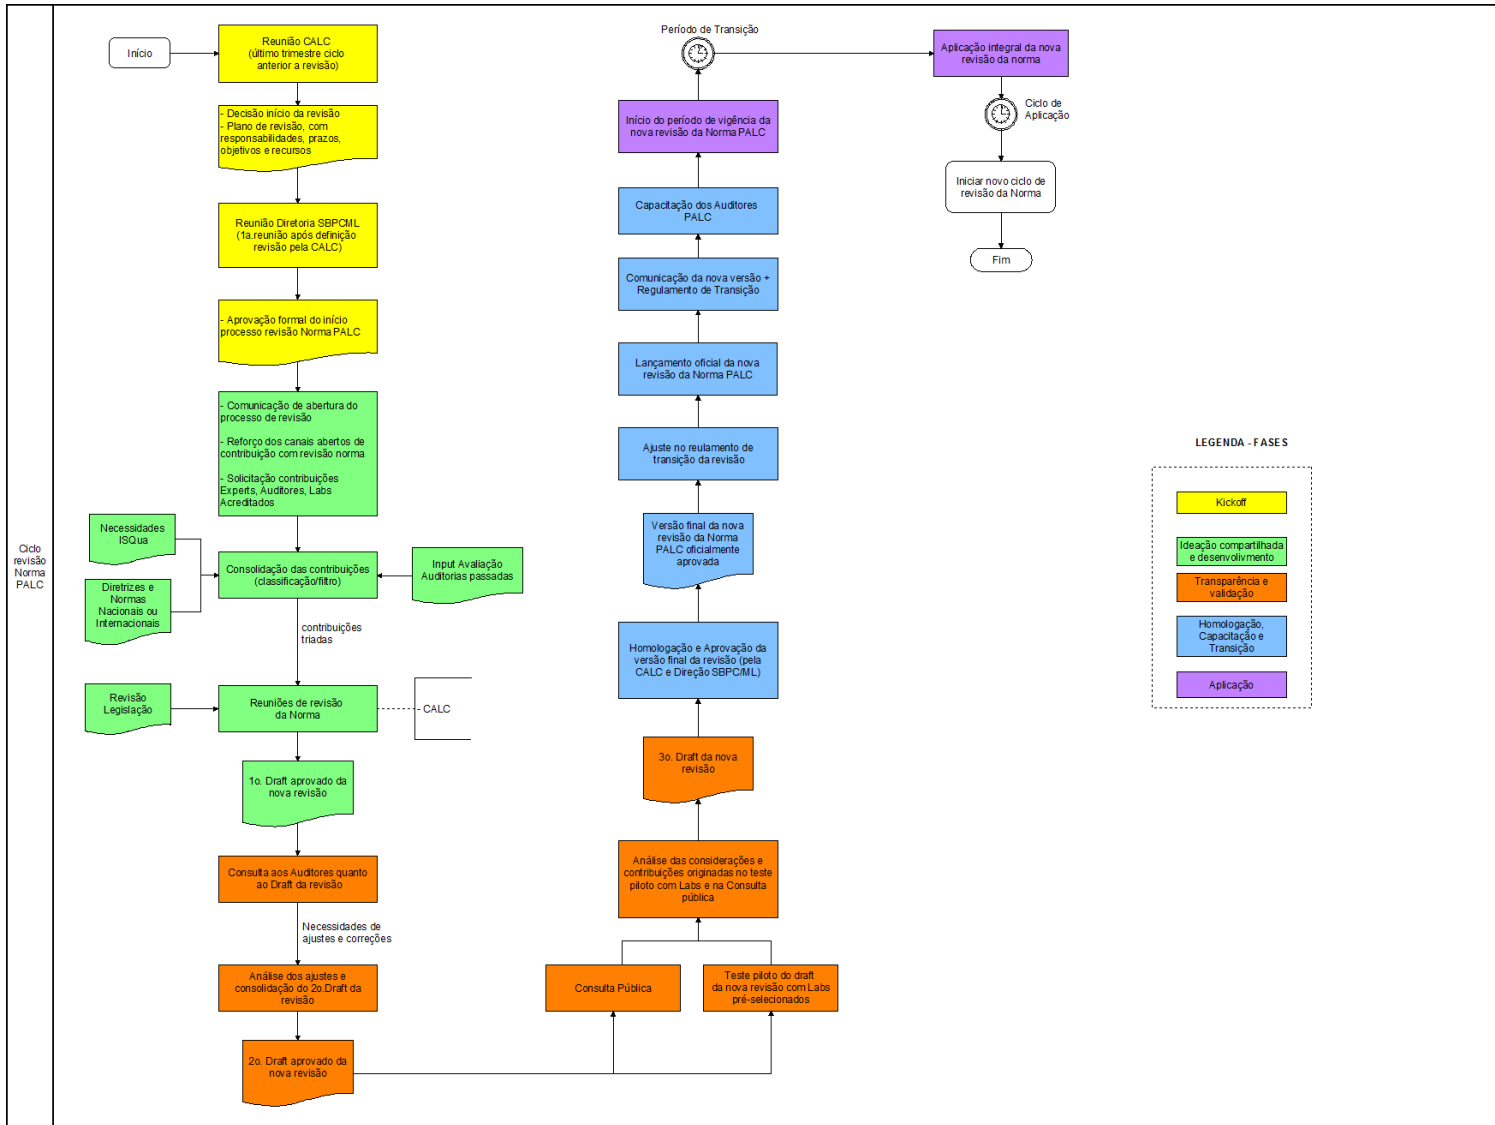 Ciclo
revisão
Norma
PALC
Início
Reunião CALC
(último trimestre ciclo
anterior a revisão)
- Decisão início da revisão
- Plano de revisão, com
responsabilidades, prazos,
objetivos e recursos
Reunião Diretoria SBPCML
(1a.reunião após definição
revisão pela CALC)
- Aprovação formal do início
processo revisão Norma PALC
- Comunicação de abertura do
processo de revisão
- Reforço dos canais abertos de
contribuição com revisão norma
- Solicitação contribuições
Experts, Auditores, Labs
Acreditados
Necessidades
ISQua
Diretrizes e
Normas
Nacionais ou
Internacionais
Consolidação das contribuições
(classificação/filtro)
Input Avaliação
Auditorias passadas
contribuições
triadas
Revisão
Legislação
Reuniões de revisão
da Norma
- CALC
1o. Draft aprovado da
nova revisão
Consulta aos Auditores quanto
ao Draft da revisão
Necessidades de
ajustes e correções
Análise dos ajustes e
consolidação do 2o.Draft da
revisão
2o. Draft aprovado da
nova revisão
Consulta Pública
Teste piloto do draft
da nova revisão com Labs
pré-selecionados
Análise das considerações e
contribuições originadas no teste
piloto com Labs e na Consulta
pública
3o. Draft da nova
revisão
Homologação e Aprovação da
versão final da revisão (pela
CALC e Direção SBPC/ML)
Versão final da nova
revisão da Norma
PALC oficialmente
aprovada
Ajuste no reulamento de
transição da revisão
Lançamento oficial da nova
revisão da Norma PALC
Comunicação da nova versão +
Regulamento de Transição
Capacitação dos Auditores
PALC
Início do período de vigência da
nova revisão da Norma PALC
Período de Transição
Aplicação integral da nova
revisão da norma
Ciclo de
Aplicação
Iniciar novo ciclo de
revisão da Norma
Fim
LEGENDA - FASES
Kickoff
Ideação compartilhada
e desenvolivmento
Transparência e
validação
Homologação,
Capacitação e
Transição
Aplicação